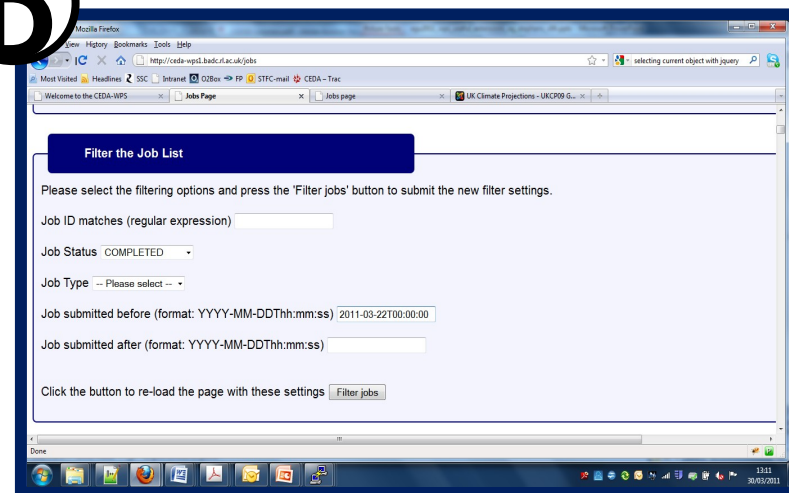 D
Mozilla Firefox
View History Bookmarks Tools Help
http://ceda-wps1.badc.rl.ac.uk/jobs
selecting current object with jquery
Most Visited Headlines SSC Intranet O2Box FP STFC-mail CEDA - Trac
Welcome to the CEDA-WPS Jobs Page Jobs page UK Climate Projections - UKCP09 G...
Filter the Job List
Please select the filtering options and press the 'Filter jobs' button to submit the new filter settings.
Job ID matches (regular expression)
Job Status COMPLETED
Job Type -- Please select --
Job submitted before (format: YYYY-MM-DDThh:mm:ss) 2011-03-22T00:00:00
Job submitted after (format: YYYY-MM-DDThh:mm:ss)
Click the button to re-load the page with these settings Filter jobs
Done
13:11
30/03/2011